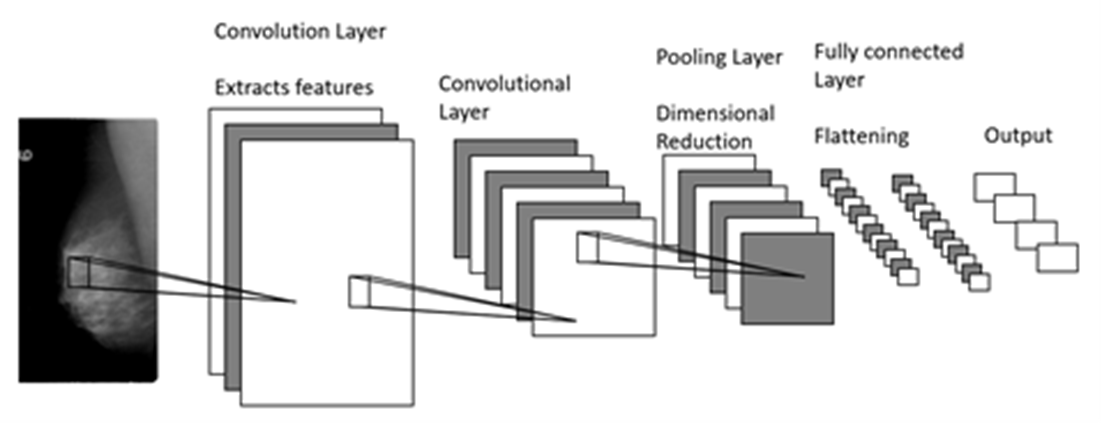 Convolution Layer
Extracts features
Convolutional
Layer
Pooling Layer
Dimensional
Reduction
Fully connected
Layer
Flattening
Output